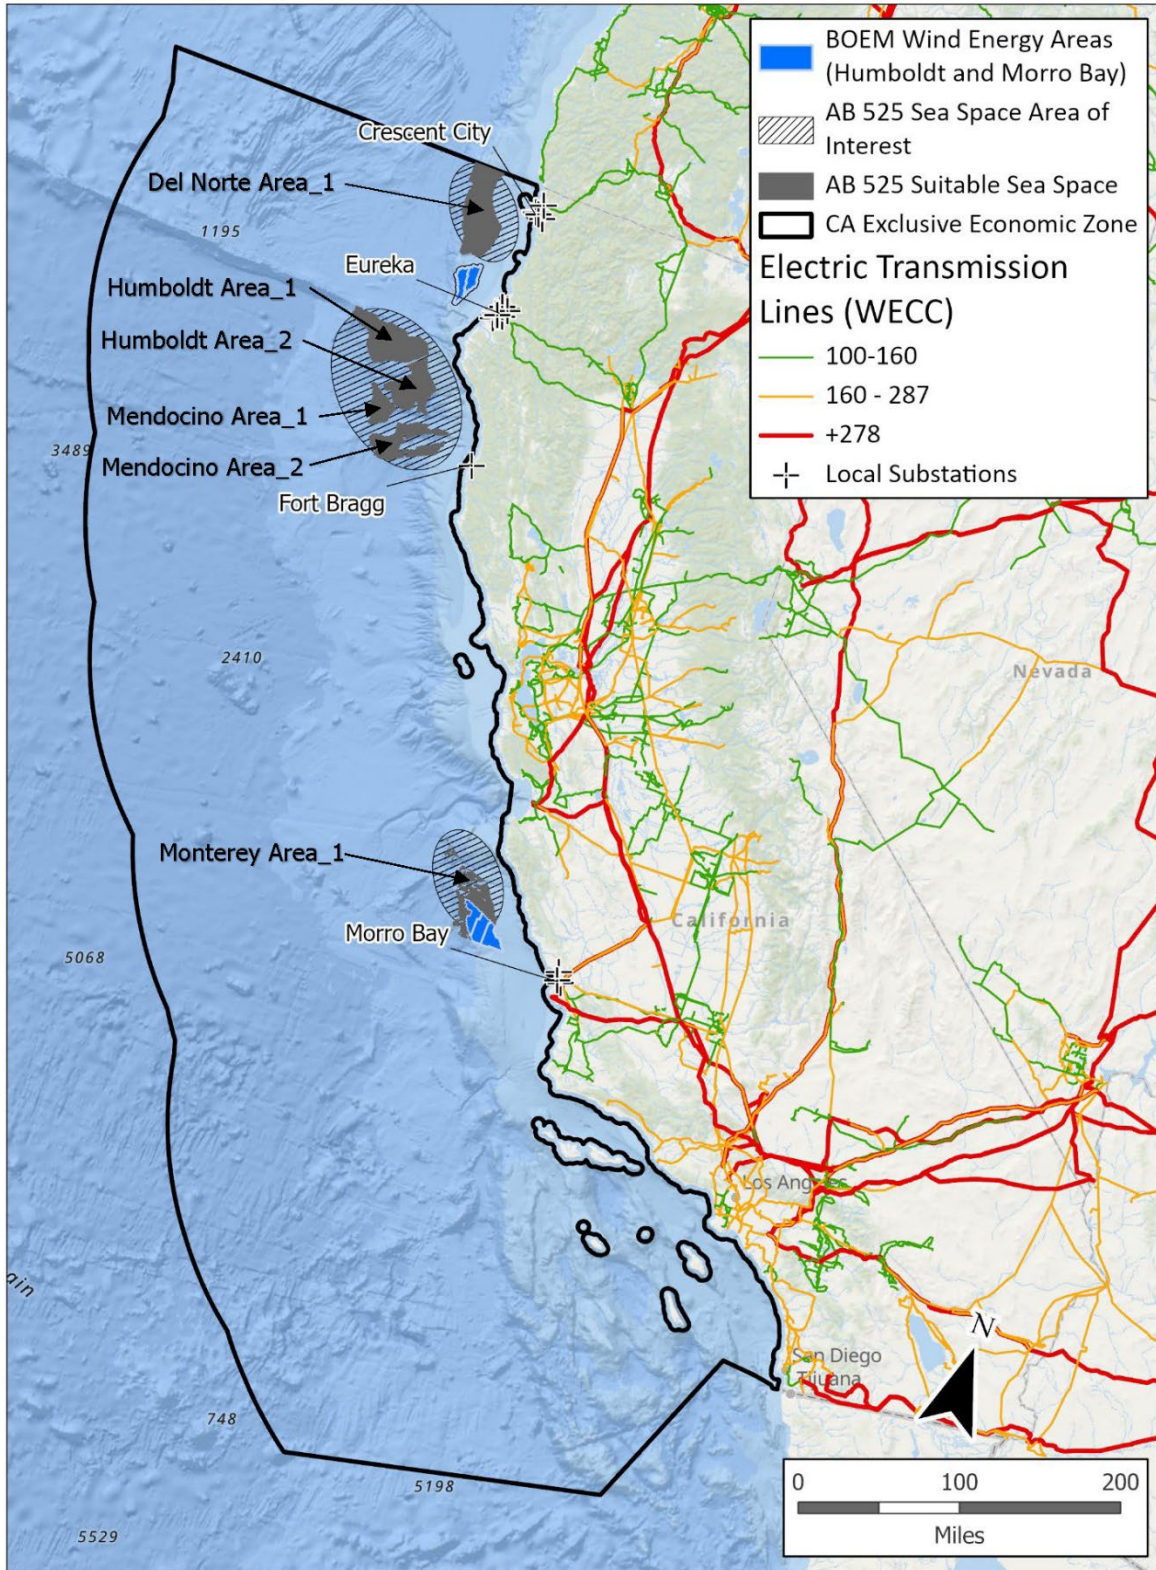 BOEM Wind Energy Areas
(Humboldt and Morro Bay)
AB 525 Sea Space Area of
Interest
AB 525 Suitable Sea Space
CA Exclusive Economic Zone
Electric Transmission
Lines (WECC)
100-160
160 - 287
+278
Local Substations
Crescent City
Del Norte Area_1
1195
Eureka
Humboldt Area_1
Humboldt Area_2
Mendocino Area_1
3489
Mendocino Area_2
Fort Bragg
2410
Nevada
Monterey Area_1
California
Morro Bay
5068
Los Angeles
ain
N
San Diego
Tijuana
748
5198
5529
0 100 200
Miles